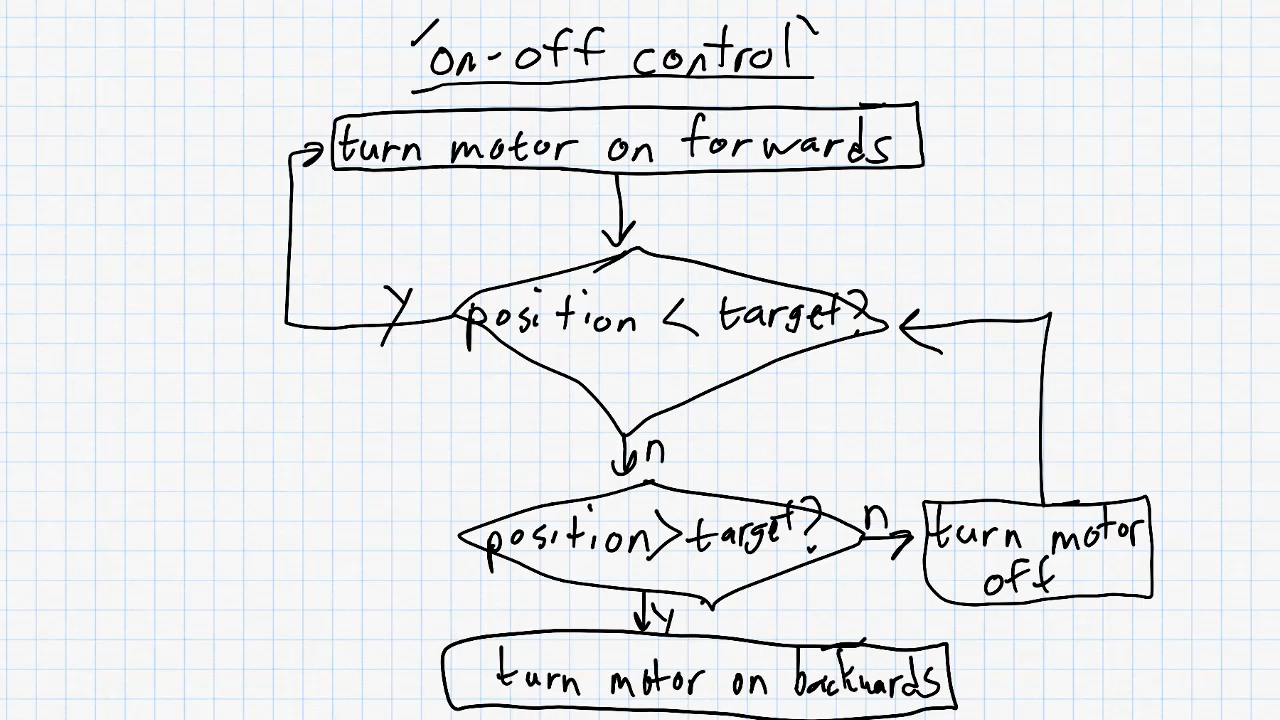 'on-off control'
turn motor on forwards
y
position < target?
n
position > target?
n
turn motor
off
y
turn motor on backwards